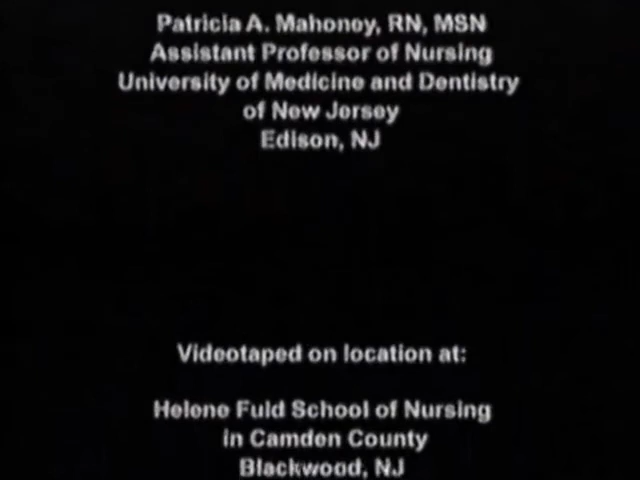 Patricia A. Mahoney, RN, MSN
Assistant Professor of Nursing
University of Medicine and Dentistry
of New Jersey
Edison, NJ
Videotaped on location at:
Helene Fuld School of Nursing
in Camden County
Blackwood, NJ